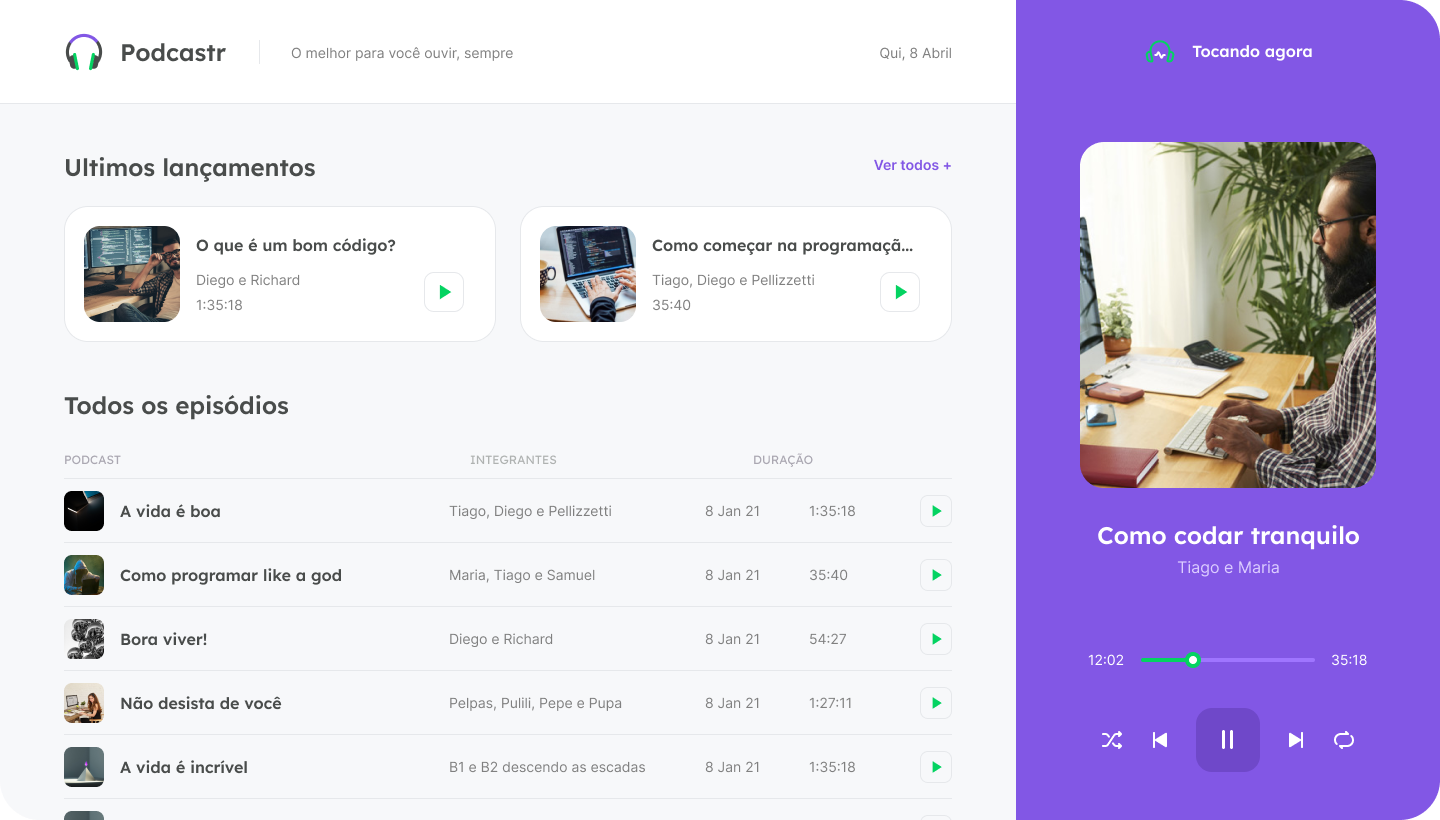 Podcastr
O melhor para você ouvir, sempre
Qui, 8 Abril
Ultimos lançamentos
Ver todos +
O que é um bom código?
Diego e Richard
1:35:18
Como começar na programaçã...
Tiago, Diego e Pellizzetti
35:40
Todos os episódios
PODCAST INTEGRANTES DURAÇÃO
A vida é boa Tiago, Diego e Pellizzetti 8 Jan 21 1:35:18
Como programar like a god Maria, Tiago e Samuel 8 Jan 21 35:40
Bora viver! Diego e Richard 8 Jan 21 54:27
Não desista de você Pelpas, Pulili, Pepe e Pupa 8 Jan 21 1:27:11
A vida é incrível B1 e B2 descendo as escadas 8 Jan 21 1:35:18
Tocando agora
Como codar tranquilo
Tiago e Maria
12:02 35:18